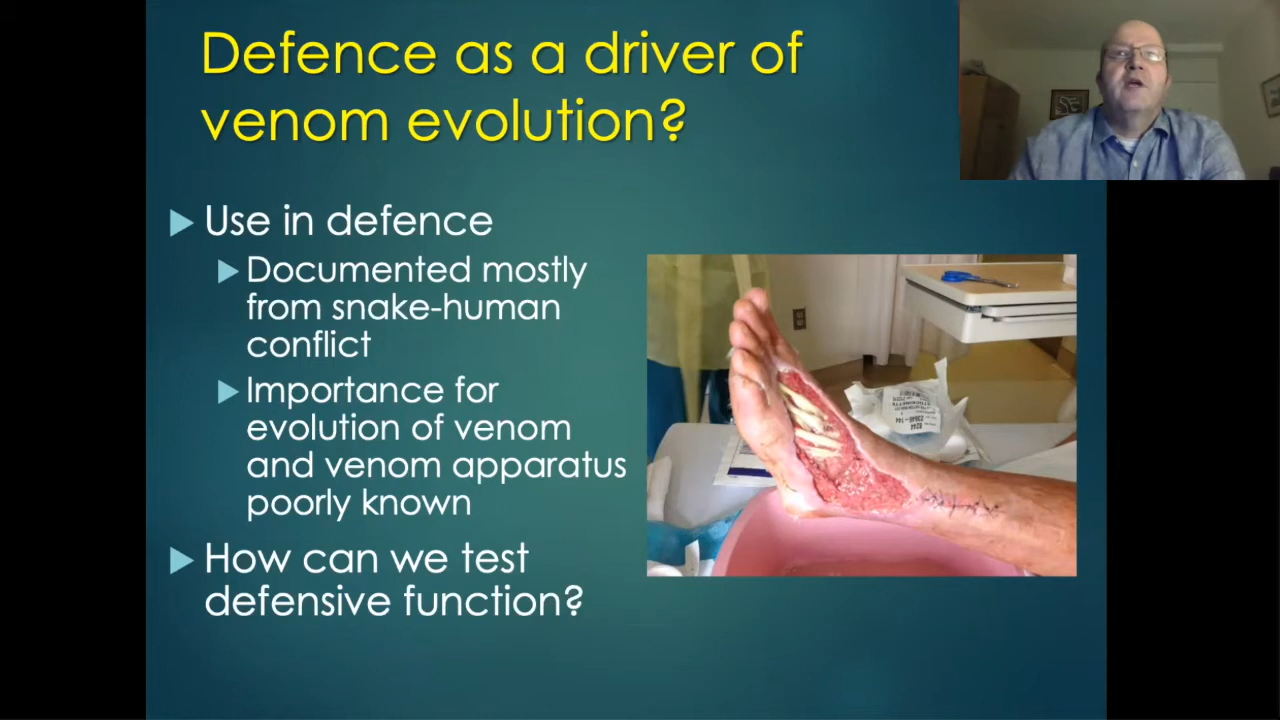 Defence as a driver of
venom evolution?
Use in defence
Documented mostly
from snake-human
conflict
Importance for
evolution of venom
and venom apparatus
poorly known
How can we test
defensive function?